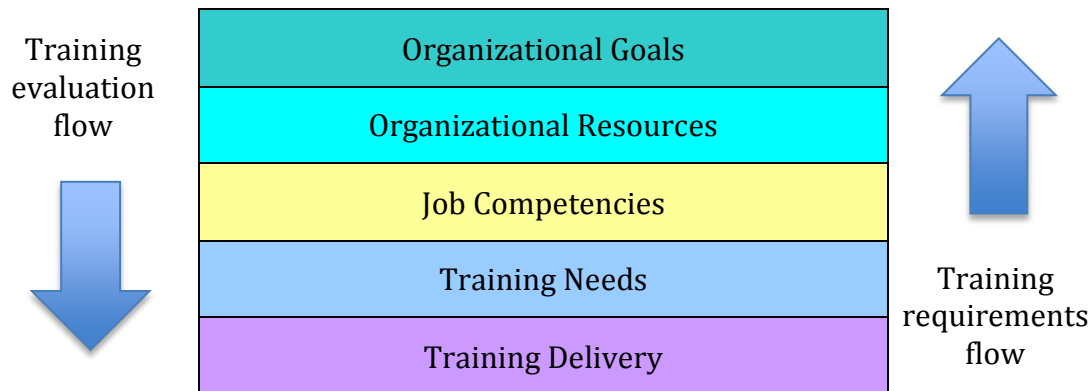 Training
evaluation
flow
Organizational Goals
Organizational Resources
Job Competencies
Training Needs
Training Delivery
Training
requirements
flow